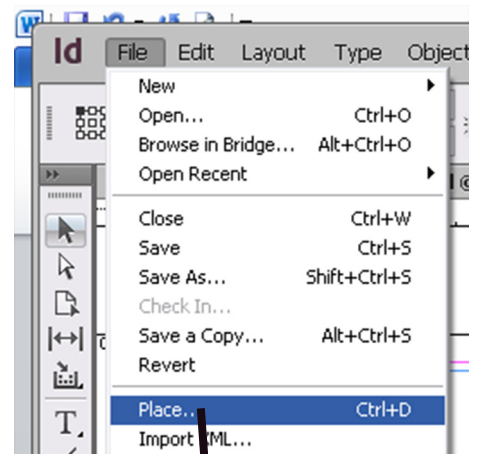 W
Id File Edit Layout Type Object
New
Open... Ctrl+O
Browse in Bridge... Alt+Ctrl+O
Open Recent
Close Ctrl+W
Save Ctrl+S
Save As... Shift+Ctrl+S
Check In...
Save a Copy... Alt+Ctrl+S
Revert
Place... Ctrl+D
T
Import XML...